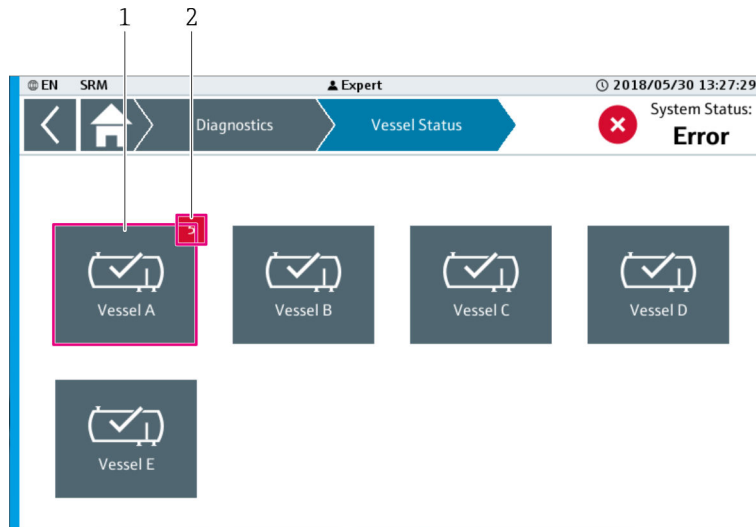 1 2
EN SRM Expert 2018/05/30 13:27:29
Diagnostics Vessel Status System Status:
Error
Vessel A Vessel B Vessel C Vessel D
Vessel E